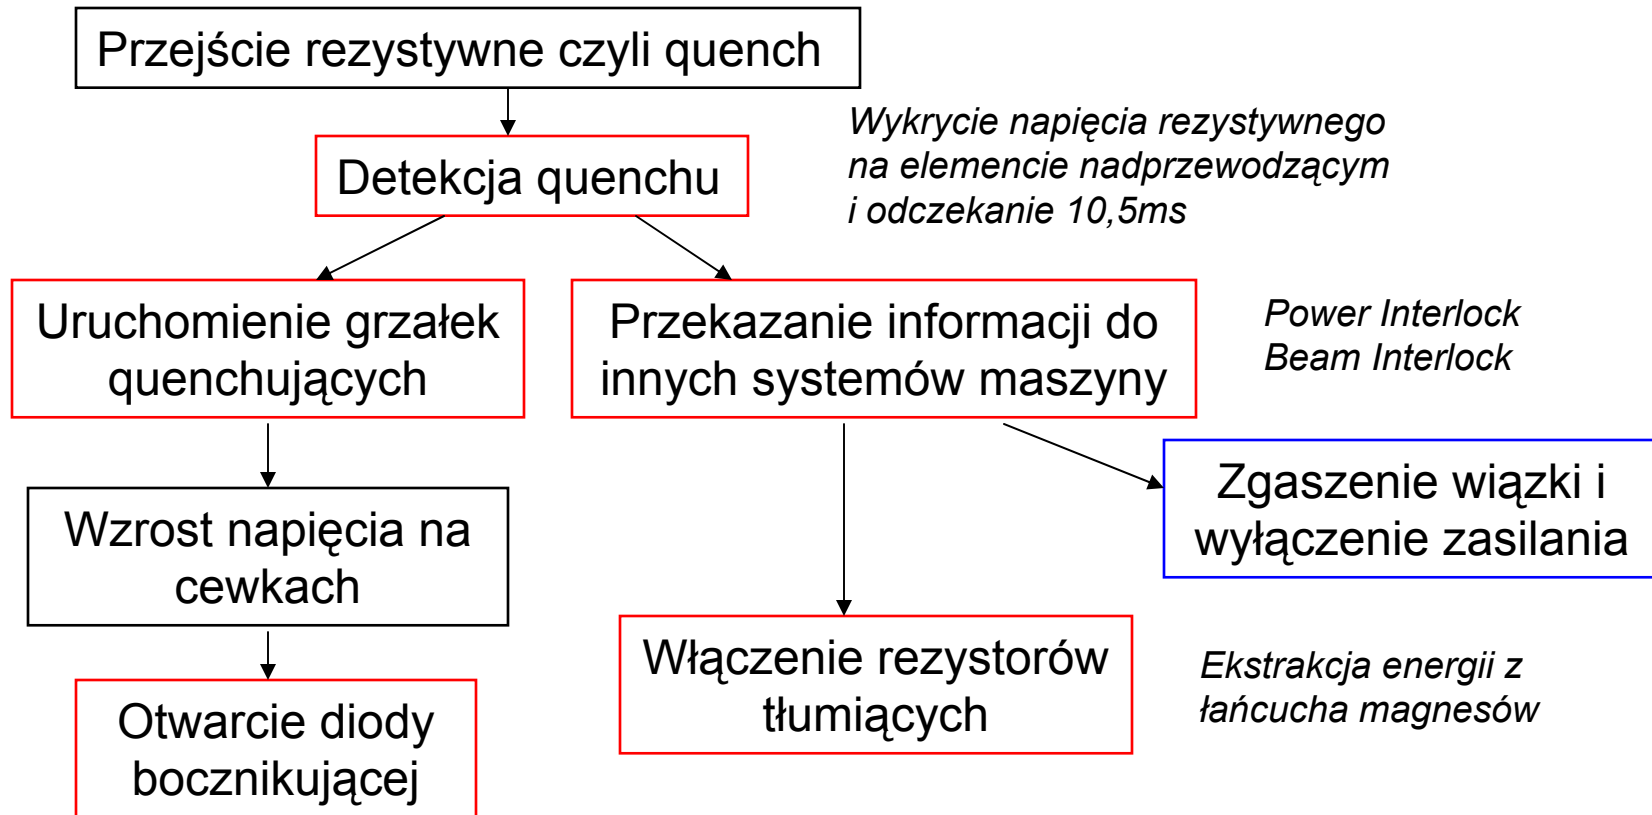 Przejście rezystywne czyli quench
Wykrycie napięcia rezystywnego
na elemencie nadprzewodzącym
i odczekanie 10,5ms
Detekcja quenchu
Uruchomienie grzałek
quenchujących
Przekazanie informacji do
innych systemów maszyny
Power Interlock
Beam Interlock
Wzrost napięcia na
cewkach
Zgaszenie wiązki i
wyłączenie zasilania
Otwarcie diody
bocznikującej
Włączenie rezystorów
tłumiących
Ekstrakcja energii z
łańcucha magnesów